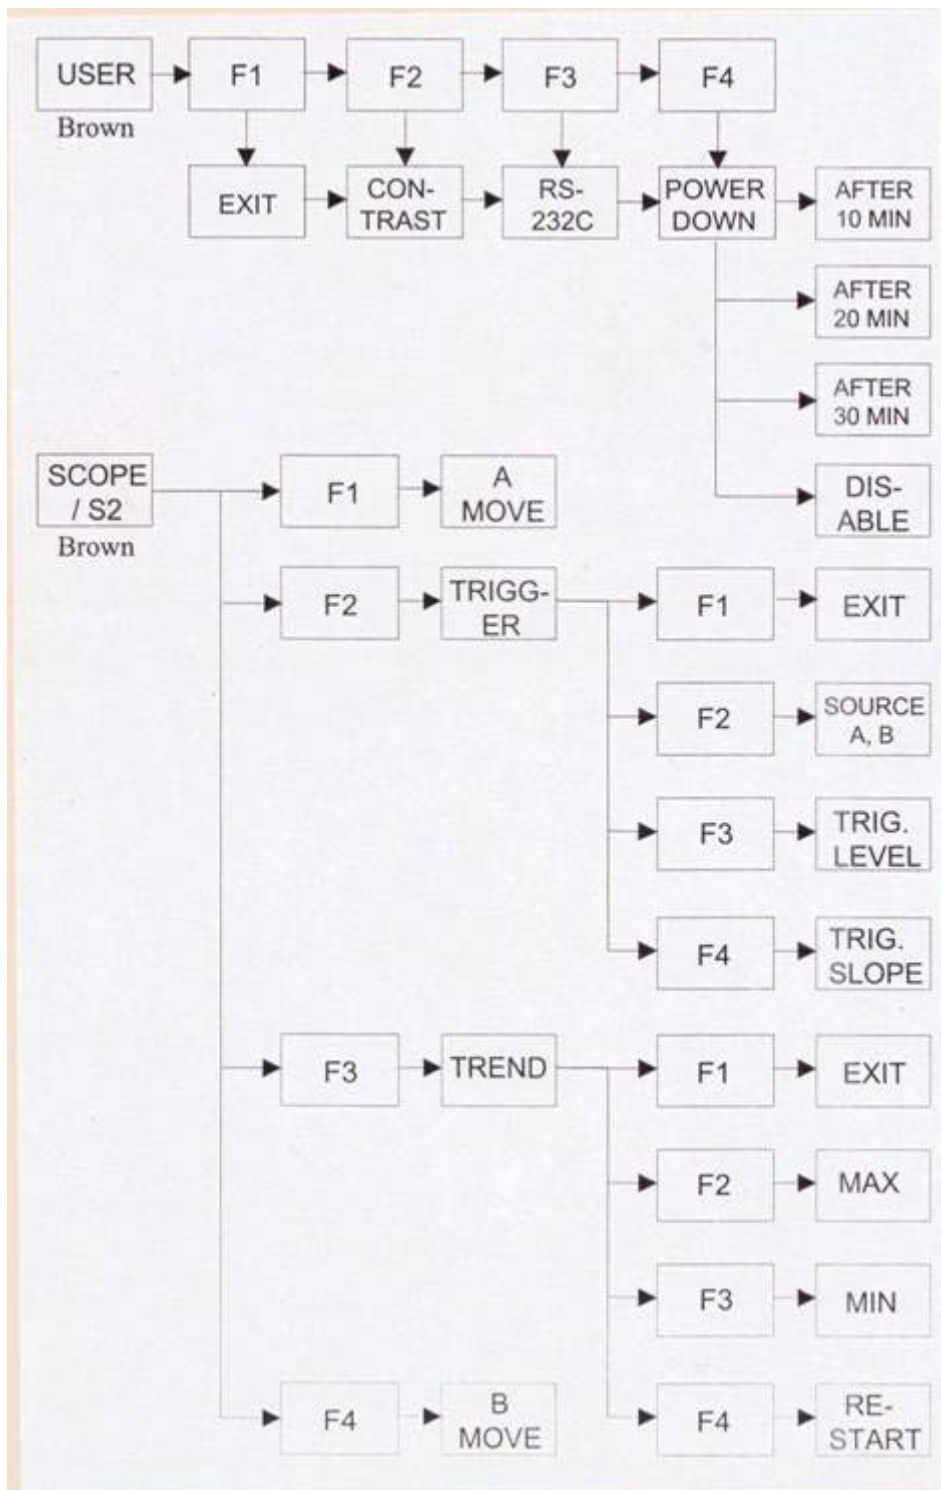 USER
F1
F2
F3
F4
Brown
EXIT
CON-
TRAST
RS-
232C
POWER
DOWN
AFTER
10 MIN
AFTER
20 MIN
AFTER
30 MIN
DIS-
ABLE
SCOPE
/ S2
Brown
F1
A
MOVE
F2
TRIGG-
ER
F1
EXIT
F2
SOURCE
A, B
F3
TRIG.
LEVEL
F4
TRIG.
SLOPE
F3
TREND
F1
EXIT
F2
MAX
F3
MIN
F4
B
MOVE
F4
RE-
START